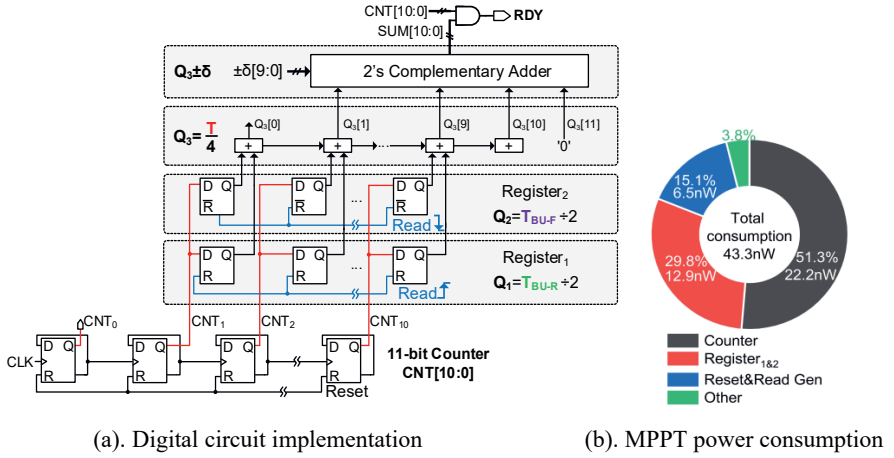 CNT[10:0]
RDY
SUM[10:0]
Q₃±δ
±δ[9:0]
2's Complementary Adder
Q₃[0]
Q₃[1]
Q₃[9]
Q₃[10]
Q₃[11]
Q₃= T/4
+
+
...
+
+
'0'
D Q
R̅
D Q
R̅
...
D Q
R̅
Read
Register₂
Q₂=T_BU-F÷2
D Q
R
D Q
R
...
D Q
R
Read
Register₁
Q₁=T_BU-R÷2
CNT₀
CNT₁
CNT₂
CNT₁₀
CLK
D Q
R
D Q
R
D Q
R
D Q
R
Reset
11-bit Counter
CNT[10:0]
(a). Digital circuit implementation
3.8%
15.1%
6.5nW
29.8%
12.9nW
Total
consumption
43.3nW
51.3%
22.2nW
Counter
Register₁&₂
Reset&Read Gen
Other
(b). MPPT power consumption